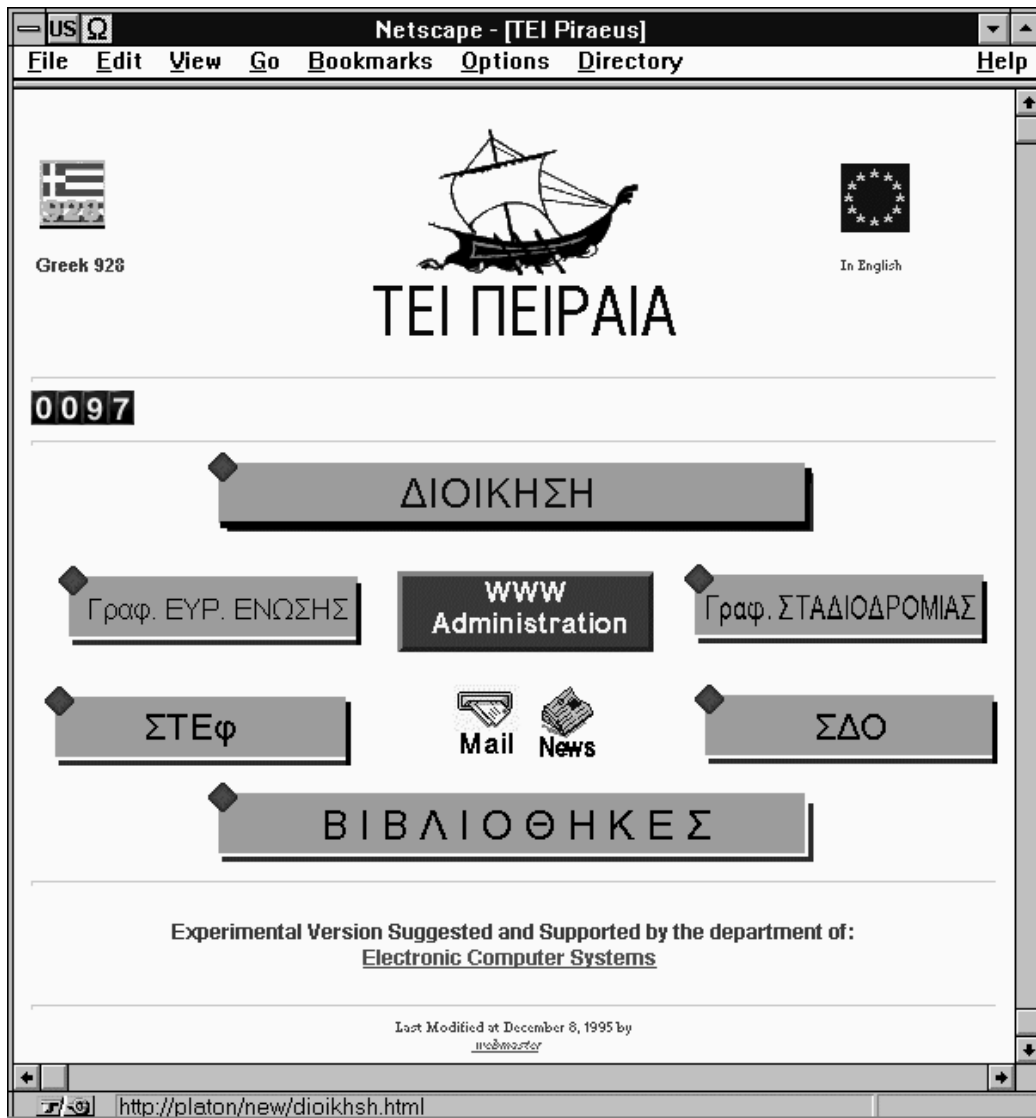 US Ω Netscape - [TEI Piraeus]
File Edit View Go Bookmarks Options Directory Help
928
Greek 928
In English
ΤΕΙ ΠΕΙΡΑΙΑ
0097
ΔΙΟΙΚΗΣΗ
Γραφ. ΕΥΡ. ΕΝΩΣΗΣ
WWW
Administration
Γραφ. ΣΤΑΔΙΟΔΡΟΜΙΑΣ
ΣΤΕφ
Mail
News
ΣΔΟ
ΒΙΒΛΙΟΘΗΚΕΣ
Experimental Version Suggested and Supported by the department of:
Electronic Computer Systems
Last Modified at December 8, 1995 by
webmaster
http://platon/new/dioikhsh.html